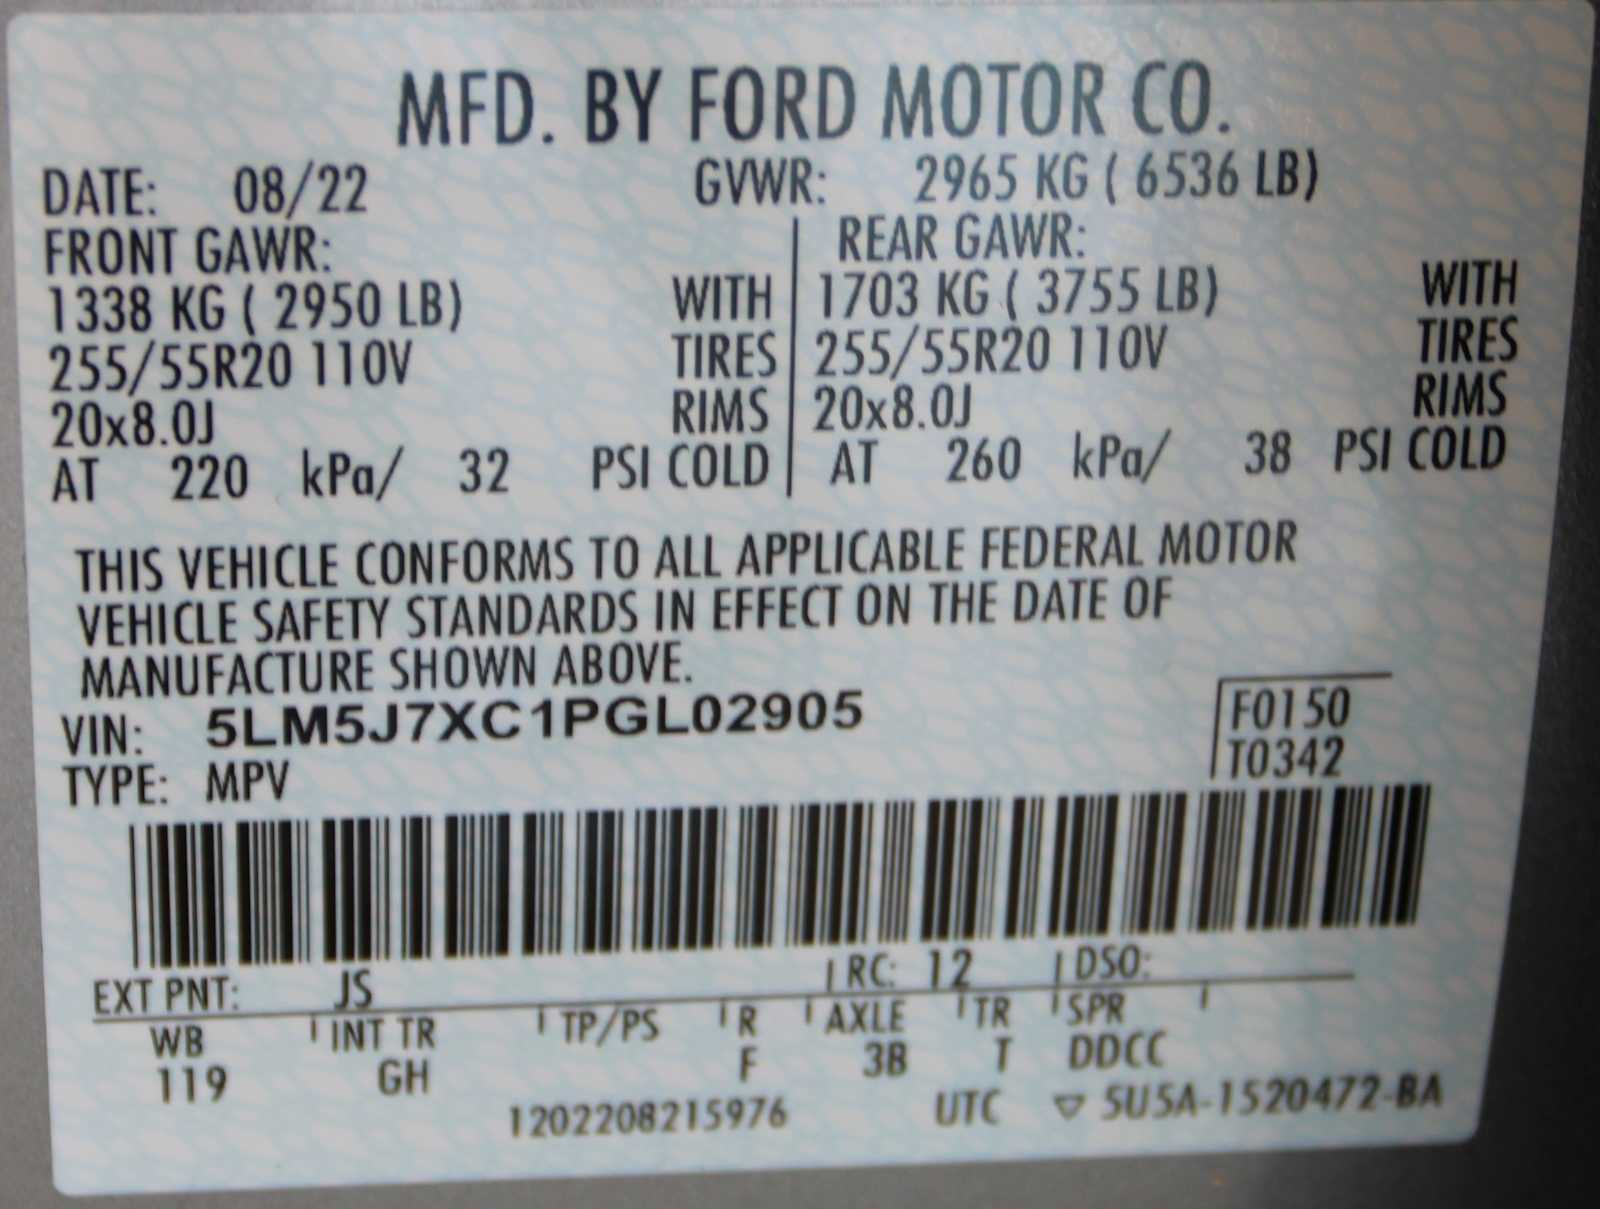 MFD. BY FORD MOTOR CO.
DATE: 08/22 GVWR: 2965 KG ( 6536 LB)
FRONT GAWR: REAR GAWR:
1338 KG ( 2950 LB) WITH 1703 KG ( 3755 LB) WITH
255/55R20 110V TIRES 255/55R20 110V TIRES
20x8.0J RIMS 20x8.0J RIMS
AT 220 kPa/ 32 PSI COLD AT 260 kPa/ 38 PSI COLD
THIS VEHICLE CONFORMS TO ALL APPLICABLE FEDERAL MOTOR
VEHICLE SAFETY STANDARDS IN EFFECT ON THE DATE OF
MANUFACTURE SHOWN ABOVE.
VIN: 5LM5J7XC1PGL02905 F0150
TYPE: MPV T0342
EXT PNT: JS RC: 12 DSO:
WB INT TR TP/PS R AXLE TR SPR
119 GH F 3B T DDCC
1202208215976 UTC ▽ 5U5A-1520472-BA